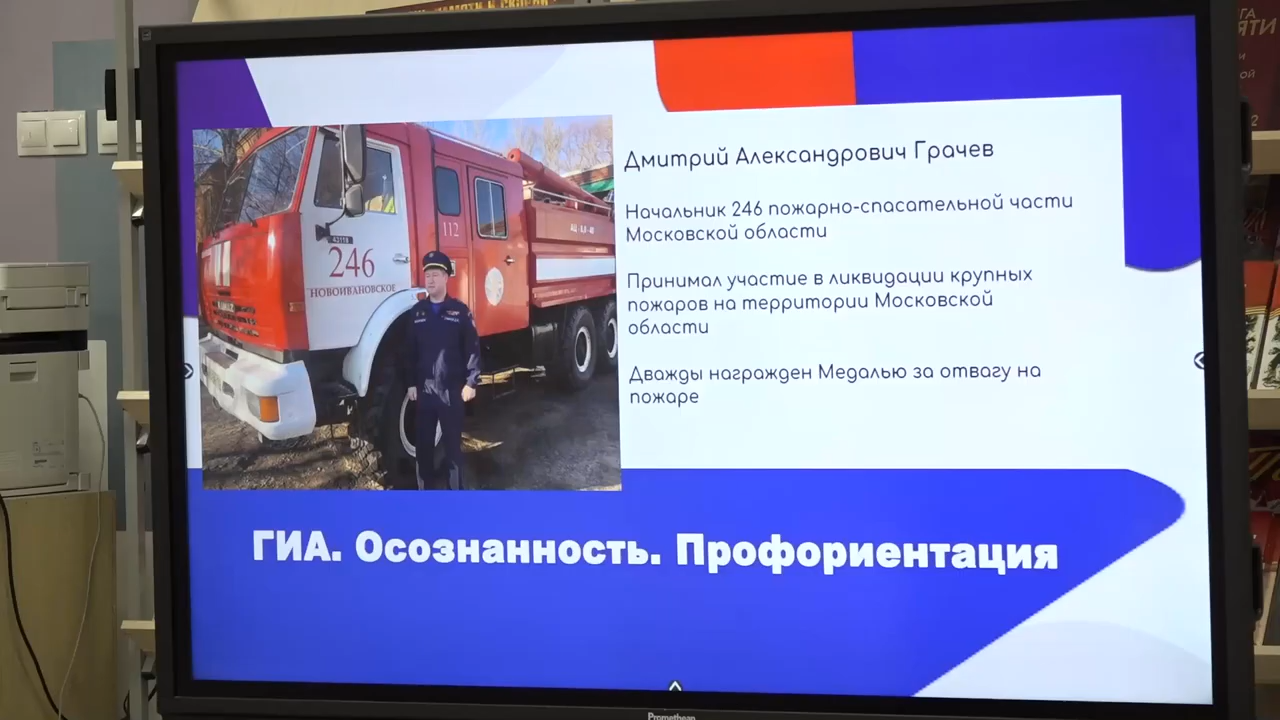 Дмитрий Александрович Грачев
Начальник 246 пожарно-спасательной части
Московской области
Принимал участие в ликвидации крупных
пожаров на территории Московской
области
Дважды награжден Медалью за отвагу на
пожаре
112
43118
246
НОВОИВАНОВСКОЕ
ГИА. Осознанность. Профориентация
Promethean